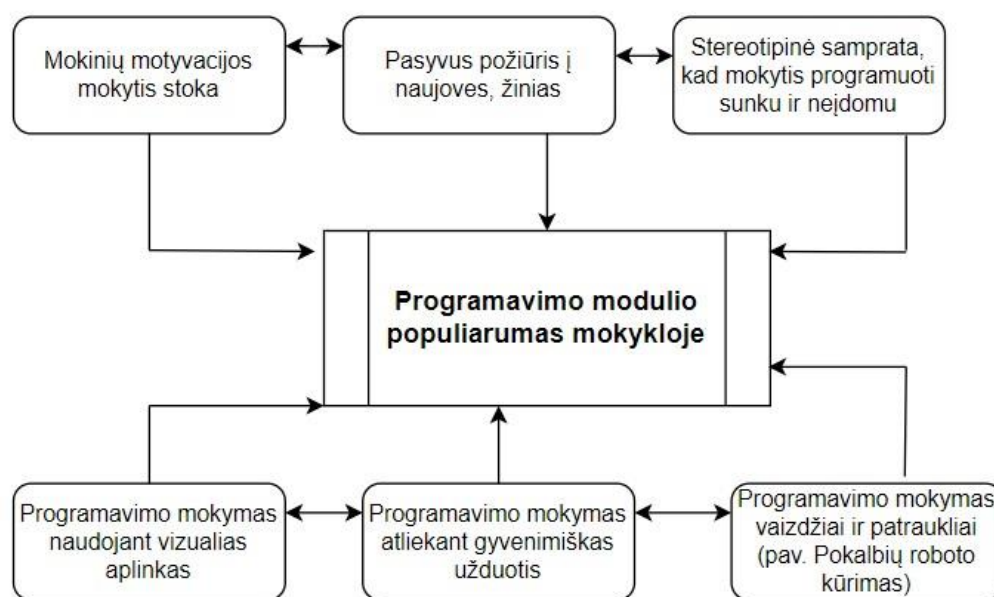 Mokinių motyvacijos
mokytis stoka
Pasyvus požiūris į
naujoves, žinias
Stereotipinė samprata,
kad mokytis programuoti
sunku ir neįdomu
Programavimo modulio
populiarumas mokykloje
Programavimo mokymas
naudojant vizualias
aplinkas
Programavimo mokymas
atliekant gyvenimiškas
užduotis
Programavimo mokymas
vaizdžiai ir patraukliai
(pav. Pokalbių roboto
kūrimas)